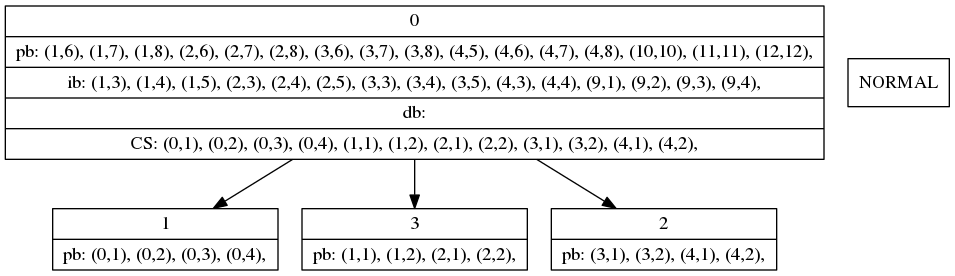 0
pb: (1,6), (1,7), (1,8), (2,6), (2,7), (2,8), (3,6), (3,7), (3,8), (4,5), (4,6), (4,7), (4,8), (10,10), (11,11), (12,12),
ib: (1,3), (1,4), (1,5), (2,3), (2,4), (2,5), (3,3), (3,4), (3,5), (4,3), (4,4), (9,1), (9,2), (9,3), (9,4),
NORMAL
db:
CS: (0,1), (0,2), (0,3), (0,4), (1,1), (1,2), (2,1), (2,2), (3,1), (3,2), (4,1), (4,2),
1
pb: (0,1), (0,2), (0,3), (0,4),
3
pb: (1,1), (1,2), (2,1), (2,2),
2
pb: (3,1), (3,2), (4,1), (4,2),